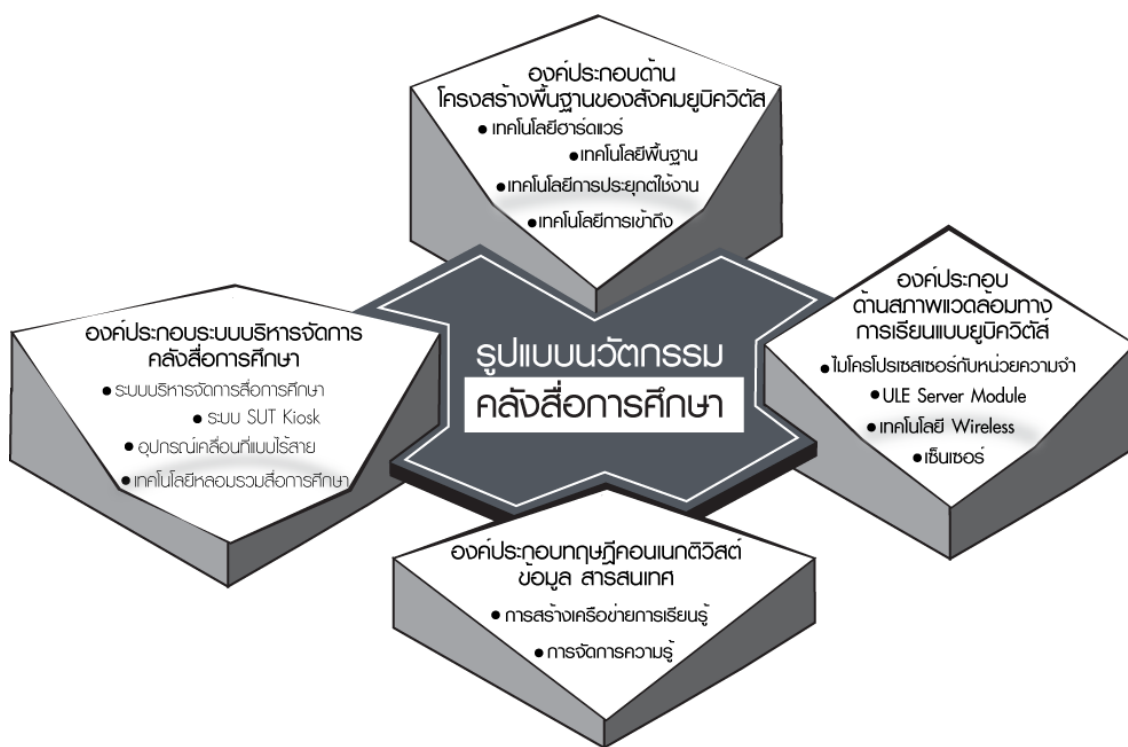 องค์ประกอบด้าน
โครงสร้างพื้นฐานของสังคมยูบิควิตัส
• เทคโนโลยีฮาร์ดแวร์
• เทคโนโลยีพื้นฐาน
• เทคโนโลยีการประยุกต์ใช้งาน
• เทคโนโลยีการเข้าถึง
องค์ประกอบ
ด้านสภาพแวดล้อมทาง
การเรียนแบบยูบิควิตัส
• ไมโครโปรเซสเซอร์กับหน่วยความจำ
• ULE Server Module
• เทคโนโลยี Wireless
• เซ็นเซอร์
องค์ประกอบระบบบริหารจัดการ
คลังสื่อการศึกษา
• ระบบบริหารจัดการสื่อการศึกษา
• ระบบ SUT Kiosk
• อุปกรณ์เคลื่อนที่แบบไร้สาย
• เทคโนโลยีหลอมรวมสื่อการศึกษา
รูปแบบนวัตกรรม
คลังสื่อการศึกษา
องค์ประกอบทฤษฎีคอนเนกติวิสต์
ข้อมูล สารสนเทศ
• การสร้างเครือข่ายการเรียนรู้
• การจัดการความรู้